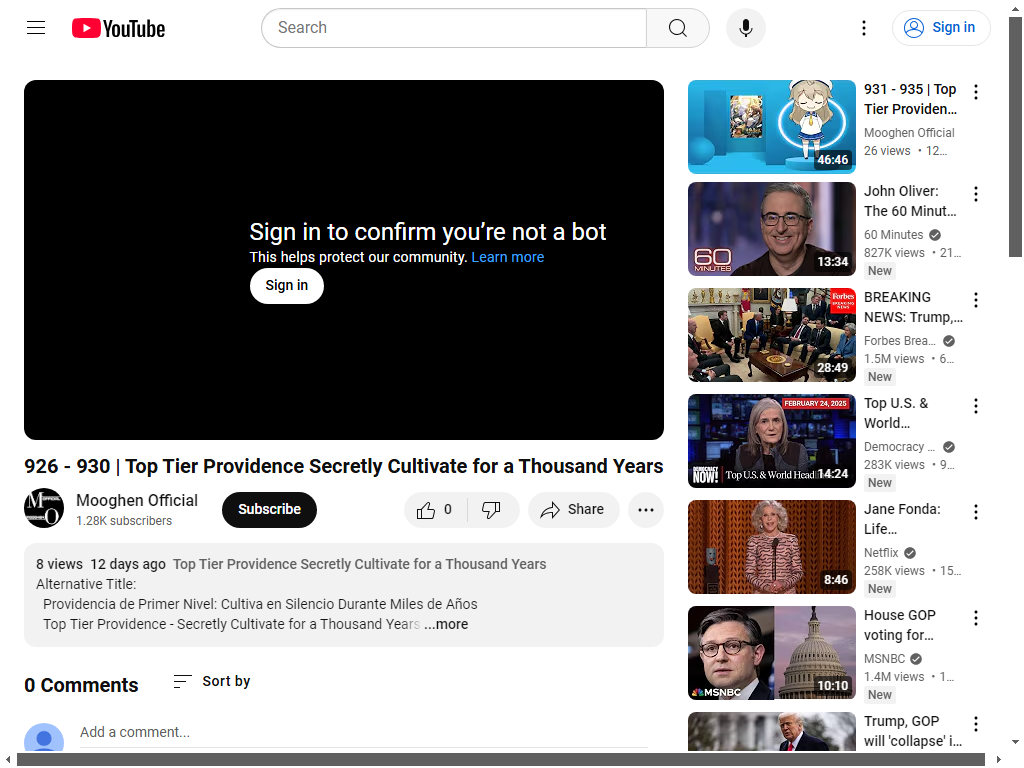 YouTube
Search
Sign in
Sign in to confirm you’re not a bot
This helps protect our community. Learn more
Sign in
926 - 930 | Top Tier Providence Secretly Cultivate for a Thousand Years
Mooghen Official
1.28K subscribers
Subscribe
0
Share
8 views 12 days ago Top Tier Providence Secretly Cultivate for a Thousand Years
Alternative Title:
Providencia de Primer Nivel: Cultiva en Silencio Durante Miles de Años
Top Tier Providence - Secretly Cultivate for a Thousand Years ...more
0 Comments
Sort by
Add a comment...
46:46
931 - 935 | Top
Tier Providen...
Mooghen Official
26 views • 12...
60
MINUTES
13:34
John Oliver:
The 60 Minut...
60 Minutes
827K views • 21...
New
Forbes
BREAKING
NEWS
28:49
BREAKING
NEWS: Trump,...
Forbes Brea...
1.5M views • 6...
New
FEBRUARY 24, 2025
DEMOCRACY
NOW!
Top U.S. & World Headl
14:24
Top U.S. &
World...
Democracy ...
283K views • 9...
New
8:46
Jane Fonda:
Life...
Netflix
258K views • 15...
New
MSNBC
10:10
House GOP
voting for...
MSNBC
1.4M views • 1...
New
Trump, GOP
will 'collapse' i...